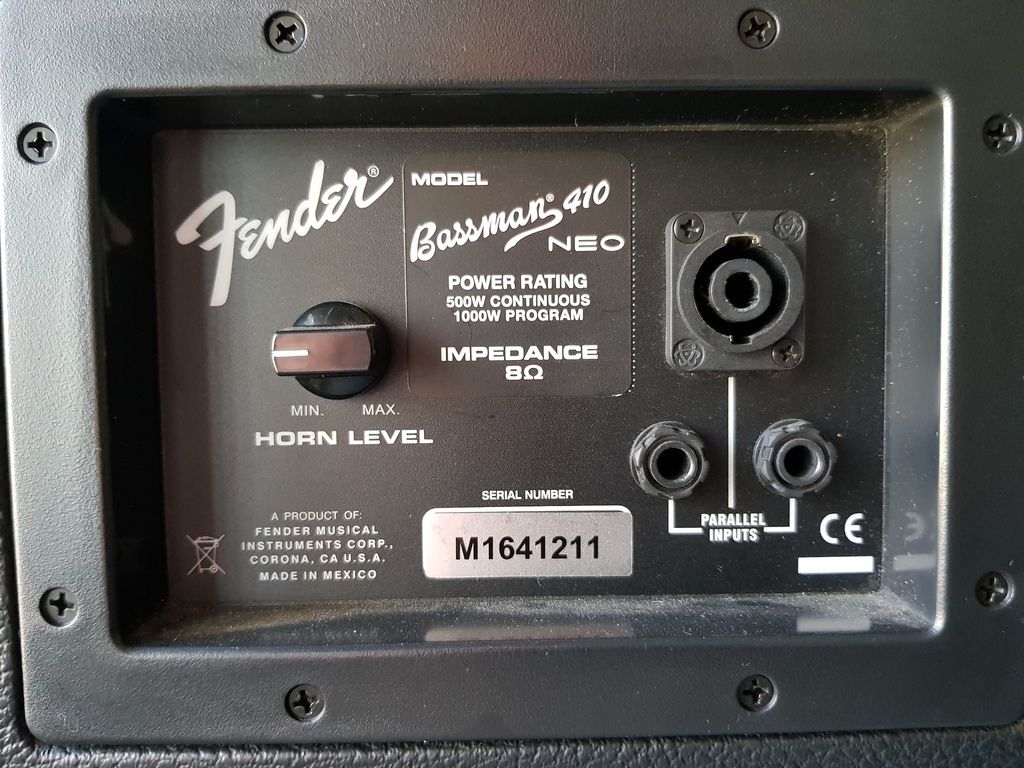 Fender®
MODEL
Bassman® 410
NEO
POWER RATING
500W CONTINUOUS
1000W PROGRAM
IMPEDANCE
8Ω
MIN. MAX.
HORN LEVEL
SERIAL NUMBER
M1641211
A PRODUCT OF:
FENDER MUSICAL
INSTRUMENTS CORP.,
CORONA, CA U.S.A.
MADE IN MEXICO
PARALLEL
INPUTS
CE